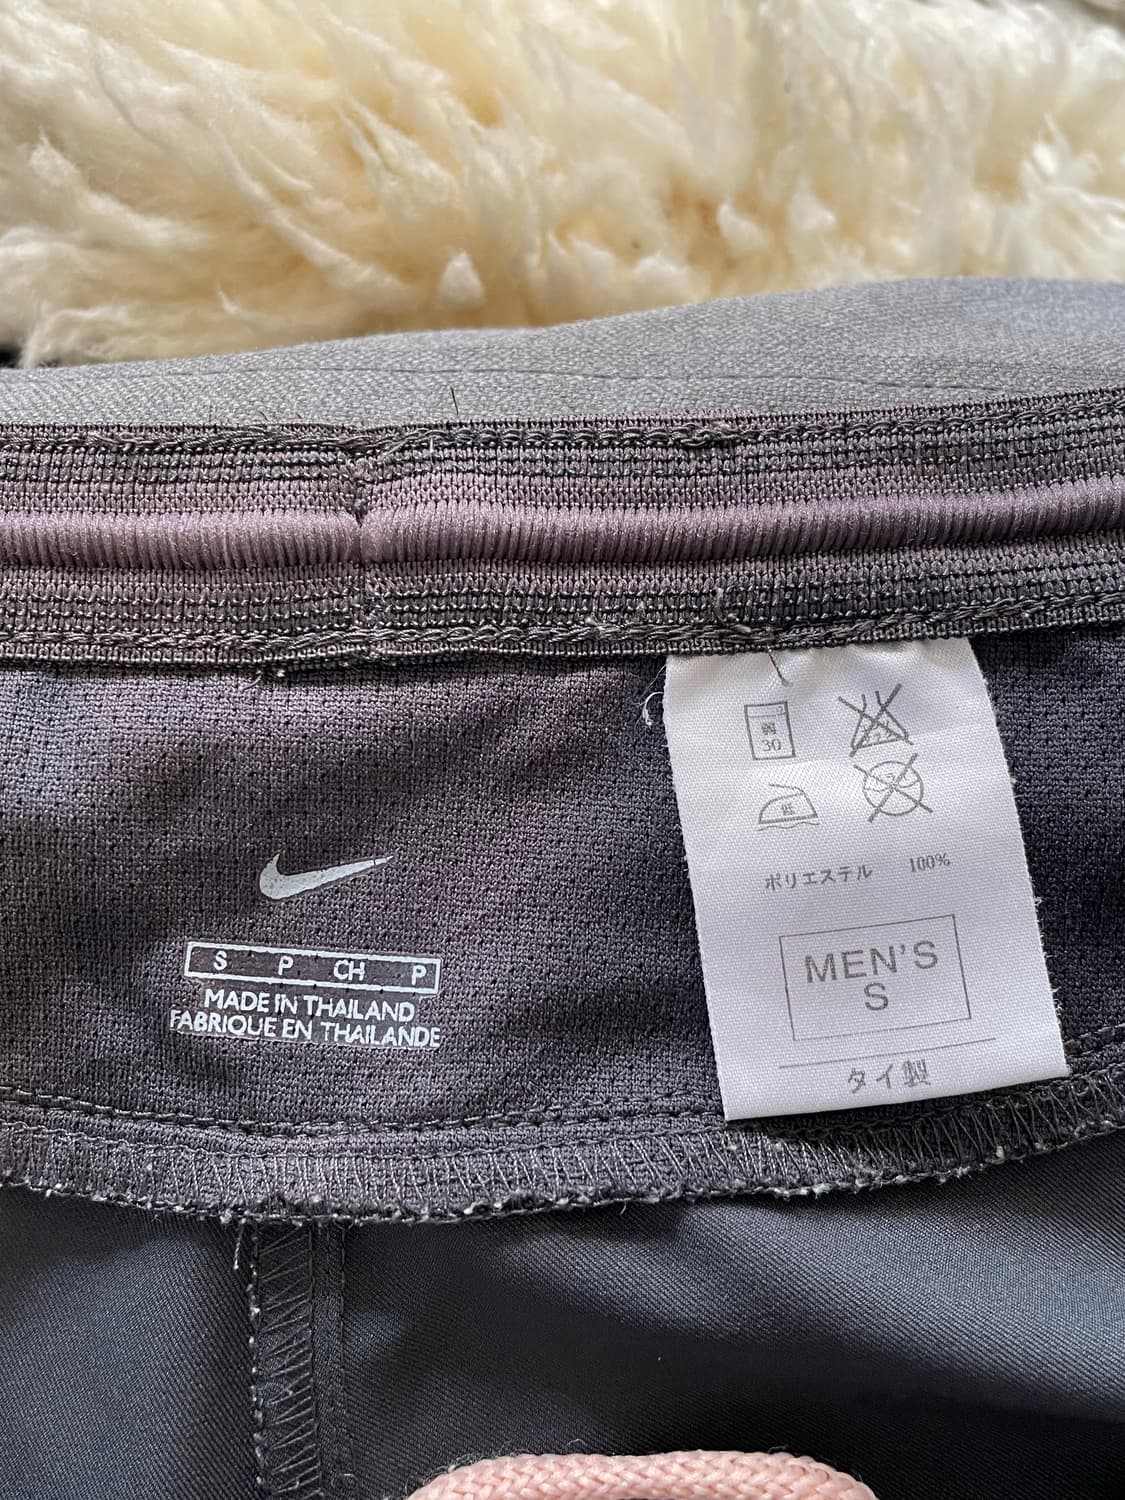 S P CH P
MADE IN THAILAND
FABRIQUE EN THAILANDE
弱
30
ポリエステル 100%
MEN'S
S
タイ製